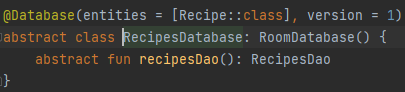 @Database(entities = [Recipe::class], version = 1)
abstract class RecipesDatabase: RoomDatabase() {
    abstract fun recipesDao(): RecipesDao
}